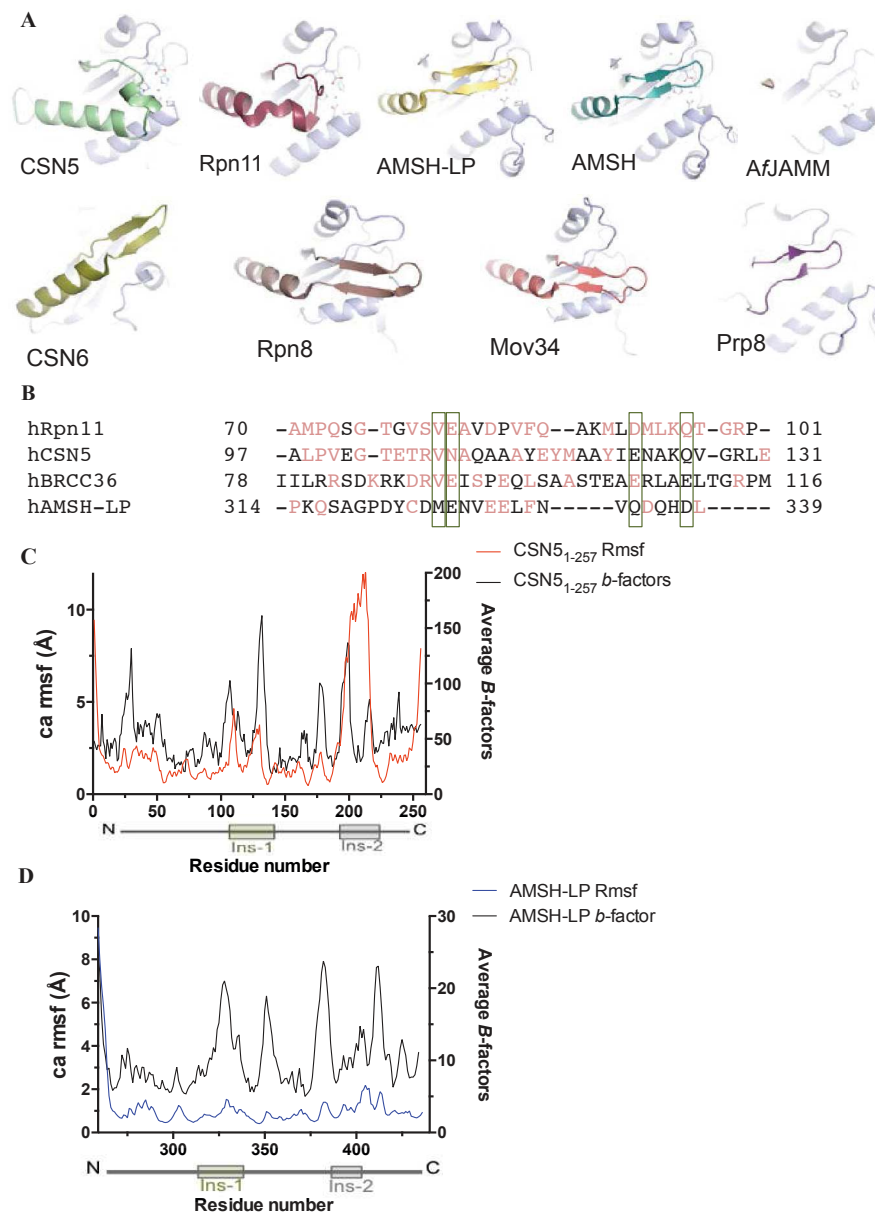 A
CSN5
Rpn11
AMSH-LP
AMSH
AfJAMM
CSN6
Rpn8
Mov34
Prp8
B
hRpn11 70 -AMPQSG-TGVSVEAVDPVFQ--AKMLDMLKQT-GRP- 101
hCSN5 97 -ALPVEG-TETRVNAQAAAYEYMAAYIENAKQV-GRLE 131
hBRCC36 78 IILRRSDKRKDRVEISPEQLSAASTEAERLAELTGRPM 116
hAMSH-LP 314 -PKQSAGPDYCDMENVEELFN-----VQDQHDL----- 339
C
CSN5₁₋₂₅₇ Rmsf
CSN5₁₋₂₅₇ b-factors
ca rmsf (Å)
10
5
0
200
150
100
50
0
Average B-factors
0 50 100 150 200 250
N Ins-1 Ins-2 C
Residue number
D
AMSH-LP Rmsf
AMSH-LP b-factor
ca rmsf (Å)
10
8
6
4
2
0
30
20
10
0
Average B-factors
300 350 400
N Ins-1 Ins-2 C
Residue number